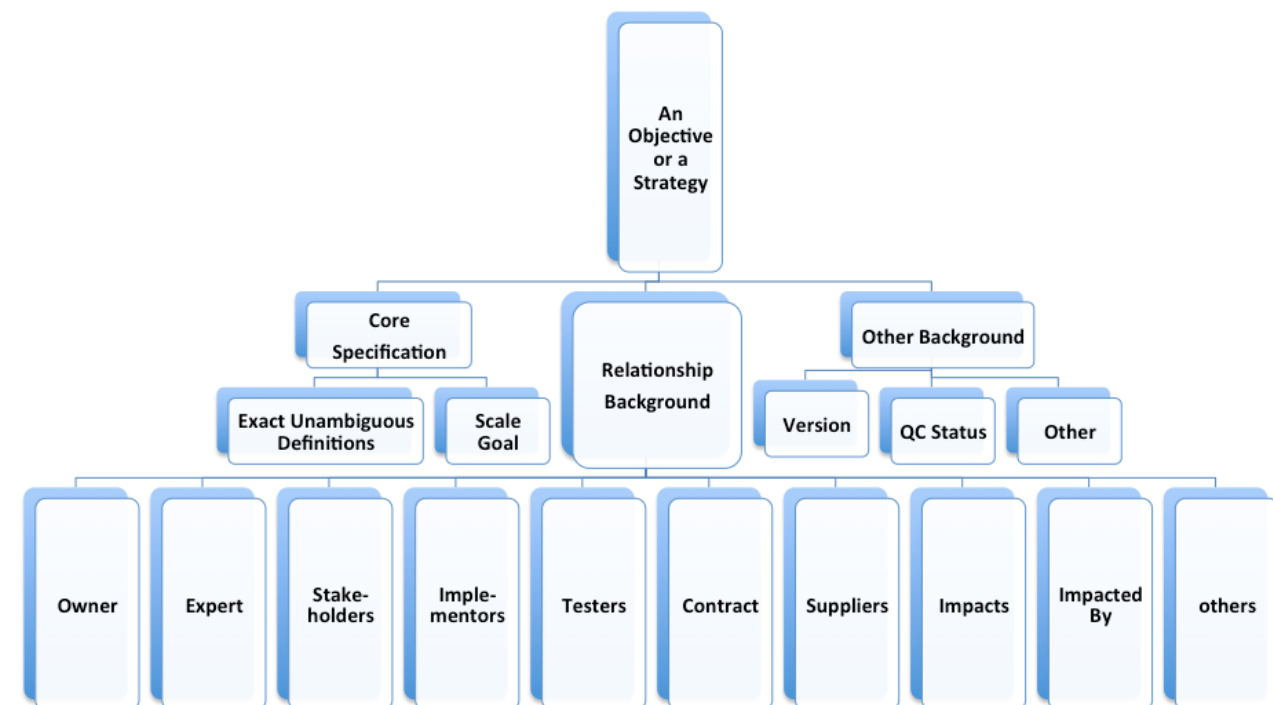 An
Objective
or a
Strategy
Core
Specification
Relationship
Background
Other Background
Exact Unambiguous
Definitions
Scale
Goal
Version
QC Status
Other
Owner
Expert
Stake-
holders
Imple-
mentors
Testers
Contract
Suppliers
Impacts
Impacted
By
others